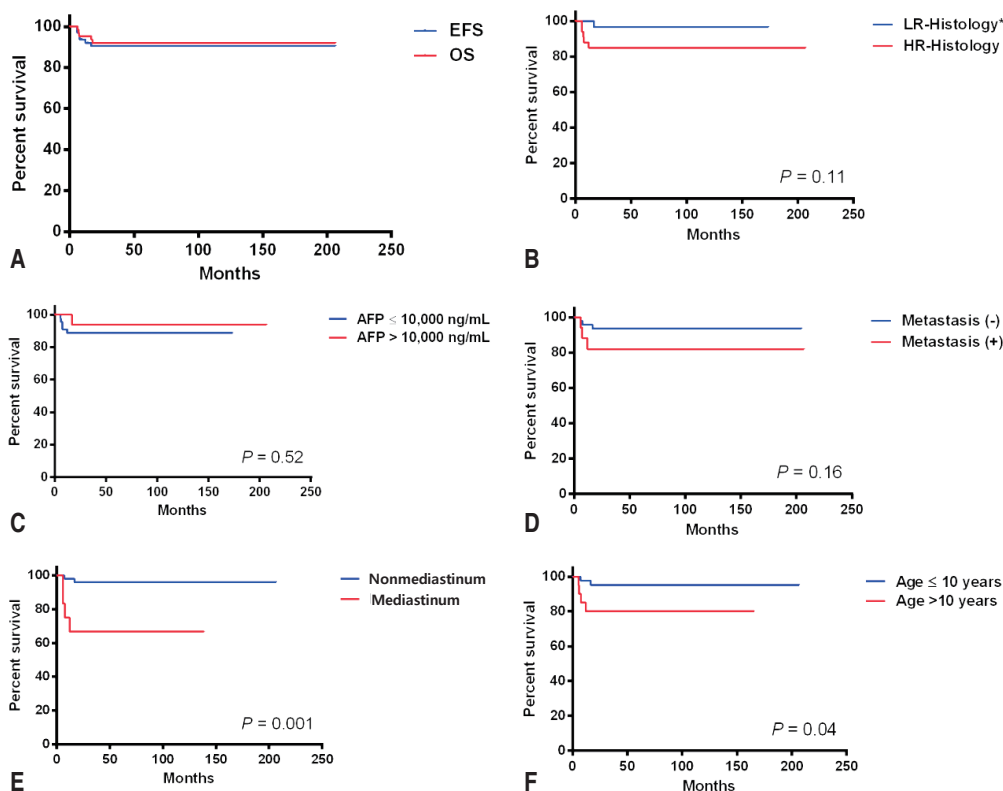 EFS
OS
Percent survival
100
80
60
40
20
0
0 50 100 150 200 250
Months
A
LR-Histology*
HR-Histology
Percent survival
100
80
60
40
20
0
P = 0.11
0 50 100 150 200 250
Months
B
AFP ≤ 10,000 ng/mL
AFP > 10,000 ng/mL
Percent survival
100
80
60
40
20
0
P = 0.52
0 50 100 150 200 250
Months
C
Metastasis (-)
Metastasis (+)
Percent survival
100
80
60
40
20
0
P = 0.16
0 50 100 150 200 250
Months
D
Nonmediastinum
Mediastinum
Percent survival
100
80
60
40
20
0
P = 0.001
0 50 100 150 200 250
Months
E
Age ≤ 10 years
Age >10 years
Percent survival
100
80
60
40
20
0
P = 0.04
0 50 100 150 200 250
Months
F